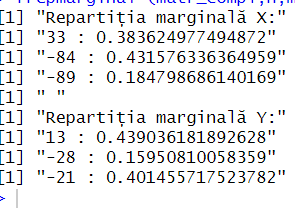 [1] "Repartiția marginală X:"
[1] "33 : 0.383624977494872"
[1] "-84 : 0.431576336364959"
[1] "-89 : 0.184798686140169"
[1] " "
[1] "Repartiția marginală Y:"
[1] "13 : 0.439036181892628"
[1] "-28 : 0.15950810058359"
[1] "-21 : 0.401455717523782"
>